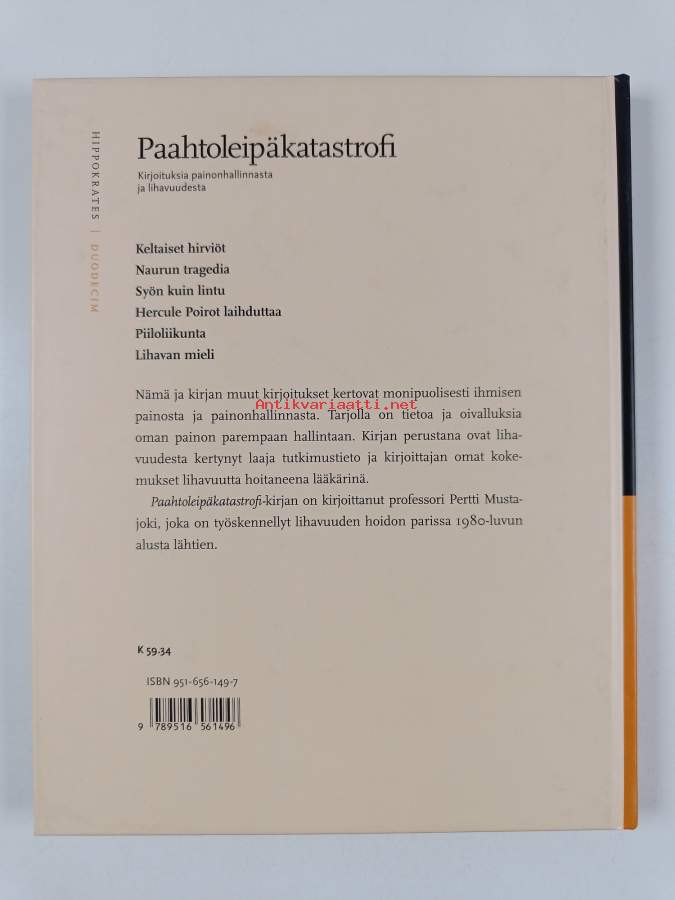 HIPPOKRATES | DUODECIM
Paahtoleipäkatastrofi
Kirjoituksia painonhallinnasta
ja lihavuudesta
Keltaiset hirviöt
Naurun tragedia
Syön kuin lintu
Hercule Poirot laihduttaa
Piiloliikunta
Lihavan mieli
Nämä ja kirjan muut kirjoitukset kertovat monipuolisesti ihmisen
Antikvariaatti.net
painosta ja painonhallinnasta. Tarjolla on tietoa ja oivalluksia
oman painon parempaan hallintaan. Kirjan perustana ovat liha-
vuudesta kertynyt laaja tutkimustieto ja kirjoittajan omat koke-
mukset lihavuutta hoitaneena lääkärinä.
Paahtoleipäkatastrofi-kirjan on kirjoittanut professori Pertti Musta-
joki, joka on työskennellyt lihavuuden hoidon parissa 1980-luvun
alusta lähtien.
K 59.34
ISBN 951-656-149-7
9 789516 561496